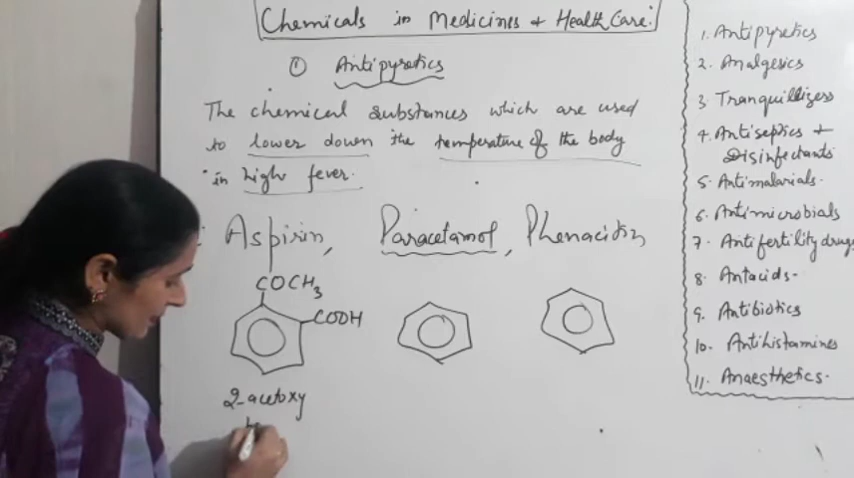 Chemicals in Medicines & Health Care:
① Antipyretics
The chemical substances which are used
to lower down the temperature of the body
in high fever.
Aspirin, Paracetamol, Phenacitin
COCH3
COOH
2-acetoxy
1. Antipyretics
2. Analgesics
3. Tranquillizers
4. Antiseptics &
Disinfectants
5. Antimalarials.
6. Antimicrobials
7. Antifertility drugs
8. Antacids-
9. Antibiotics
10. Antihistamines
11. Anaesthetics.